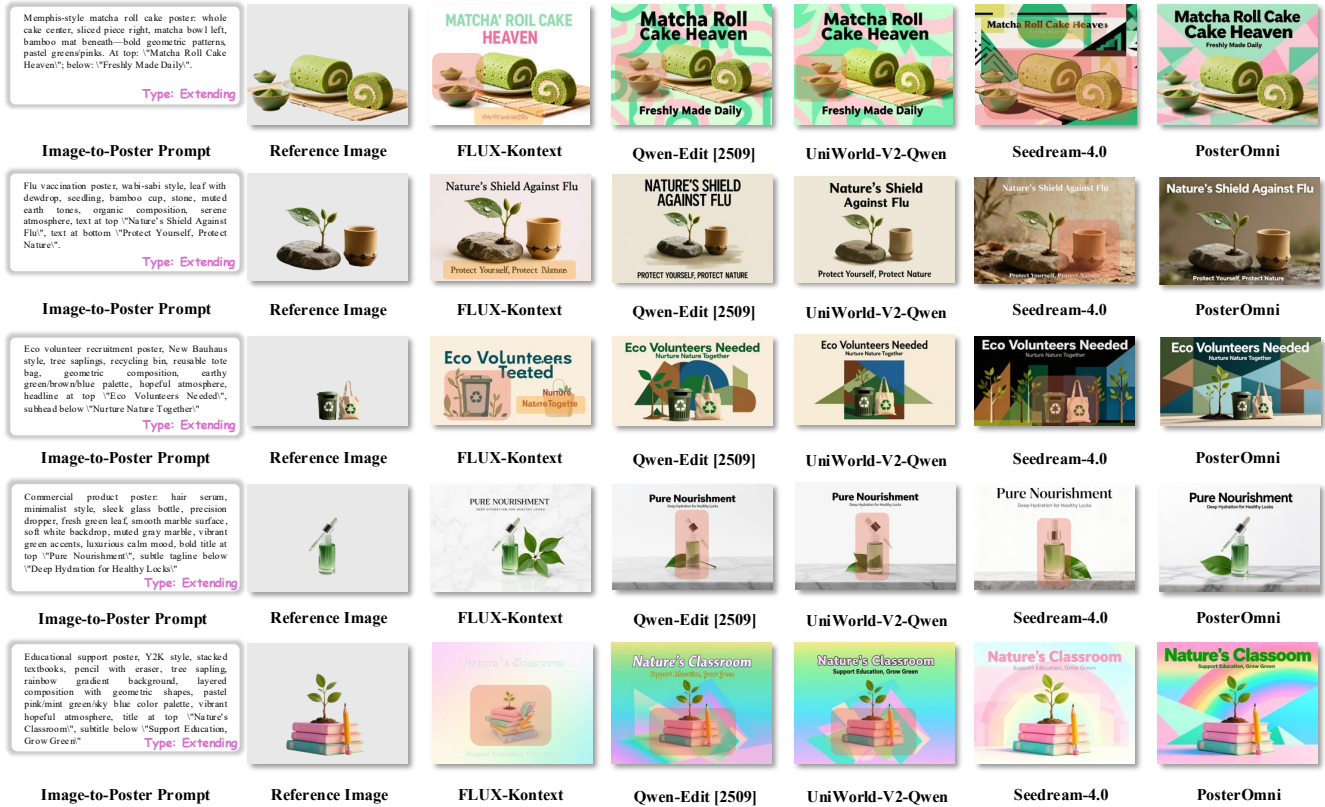 Memphis-style matcha roll cake poster: whole
cake center, sliced piece right, matcha bowl left,
bamboo mat beneath—bold geometric patterns,
pastel greens/pinks. At top: \"Matcha Roll Cake
Heaven\"; below: \"Freshly Made Daily\".
Type: Extending
MATCHA' ROIL CAKE
HEAVEN
Matcha Roll
Cake Heaven
Freshly Made Daily
Matcha Roll
Cake Heaven
Freshly Made Daily
Matcha Roll Cake Heaven
Matcha Roll Cake
Cake Heaven
Freshly Made Daily
Image-to-Poster Prompt
Reference Image
FLUX-Kontext
Qwen-Edit [2509]
UniWorld-V2-Qwen
Seedream-4.0
PosterOmni
Flu vaccination poster, wabi-sabi style, leaf with
dewdrop, seedling, bamboo cup, stone, muted
earth tones, organic composition, serene
atmosphere, text at top \"Nature's Shield Against
Flu\", text at bottom \"Protect Yourself, Protect
Nature\".
Type: Extending
Nature's Shield Against Flu
Protect Yourself, Protect
NATURE'S SHIELD
AGAINST FLU
PROTECT YOURSELF, PROTECT NATURE
Nature's Shield
Against Flu
Protect Yourself, Protect Nature
Nature's Shield Against Flu
Protect Yourself, Protect Nature
Nature's Shield Against Flu
Protect Yourself, Protect Nature
Image-to-Poster Prompt
Reference Image
FLUX-Kontext
Qwen-Edit [2509]
UniWorld-V2-Qwen
Seedream-4.0
PosterOmni
Eco volunteer recruitment poster, New Bauhaus
style, tree saplings, recycling bin, reusable tote
bag, geometric composition, earthy
green/brown/blue palette, hopeful atmosphere,
headline at top \"Eco Volunteers Needed\",
subhead below \"Nurture Nature Together\"
Type: Extending
Eco Volunteers
Teated
Nurture
Eco Volunteers Needed
Nurture Nature Together
Eco Volunteers Needed
Nurture Nature Together
Eco Volunteers Needed
Nurture Nature Together
Eco Volunteers Needed
Nurture Nature Together
Image-to-Poster Prompt
Reference Image
FLUX-Kontext
Qwen-Edit [2509]
UniWorld-V2-Qwen
Seedream-4.0
PosterOmni
Commercial product poster: hair serum,
minimalist style, sleek glass bottle, precision
dropper, fresh green leaf, smooth marble surface,
soft white backdrop, muted gray marble, vibrant
green accents, luxurious calm mood, bold title at
top \"Pure Nourishment\", subtle tagline below
\"Deep Hydration for Healthy Locks\"
Type: Extending
PURE NOURISHMENT
DEEP HYDRATION FOR HEALTHY LOCKS
Pure Nourishment
Deep Hydration for Healthy Locks
Pure Nourishment
Deep Hydration for Healthy Locks
Pure Nourishment
Deep Hydration for Healthy Locks
Pure Nourishment
Deep Hydration for Healthy Locks
Image-to-Poster Prompt
Reference Image
FLUX-Kontext
Qwen-Edit [2509]
UniWorld-V2-Qwen
Seedream-4.0
PosterOmni
Educational support poster, Y2K style, stacked
textbooks, pencil with eraser, tree sapling,
rainbow gradient background, layered
composition with geometric shapes, pastel
pink/mint green/sky blue color palette, vibrant
hopeful atmosphere, title at top \"Nature's
Classroom\", subtitle below \"Support Education,
Grow Green\"
Type: Extending
Nature's Classroom
Nature's Classroom
Support Education, Grow Green
Nature's Classroom
Support Education, Grow Green
Nature's Classoom
Support Education, Grow Green
Image-to-Poster Prompt
Reference Image
FLUX-Kontext
Qwen-Edit [2509]
UniWorld-V2-Qwen
Seedream-4.0
PosterOmni